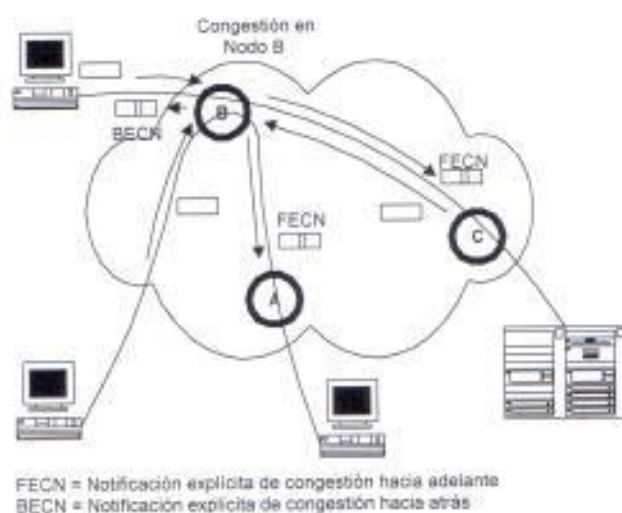 Congestión en
Nodo B
B
BECN
FECN
FECN
C
A
FECN = Notificación explícita de congestión hacia adelante
BECN = Notificación explícita de congestión hacia atrás